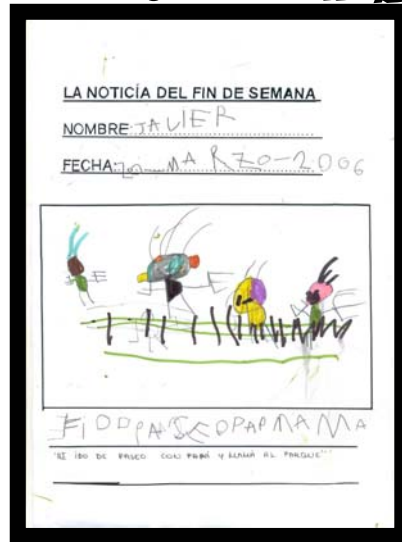 LA NOTICÍA DEL FIN DE SEMANA
NOMBRE: JAVIER
FECHA: 20 MARZO-2006
EIDOPASEOPAPMAMA
"HE IDO DE PASEO CON PAPÁ Y MAMÁ AL PARQUE"